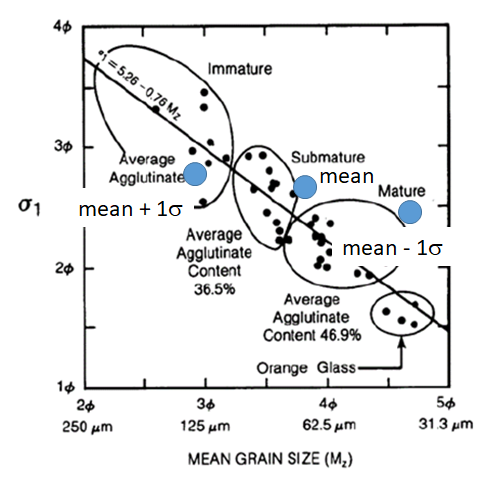 4ϕ
σ1 = 5.26 – 0.76 Mz
Immature
3ϕ
Average
Agglutinate
Submature
mean
Mature
σ1
mean + 1σ
Average
Agglutinate
Content
36.5%
mean - 1σ
2ϕ
Average
Agglutinate
Content 46.9%
Orange Glass
1ϕ
2ϕ 3ϕ 4ϕ 5ϕ
250 μm 125 μm 62.5 μm 31.3 μm
MEAN GRAIN SIZE (Mz)